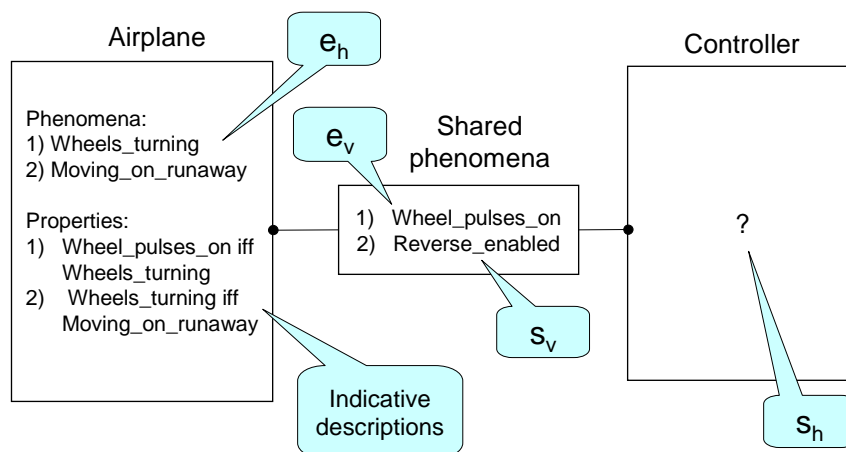 Airplane
e_h
Controller
Phenomena:
1) Wheels_turning
2) Moving_on_runaway
Properties:
1) Wheel_pulses_on iff
Wheels_turning
2) Wheels_turning iff
Moving_on_runaway
e_v
Shared
phenomena
1) Wheel_pulses_on
2) Reverse_enabled
?
s_v
Indicative
descriptions
s_h